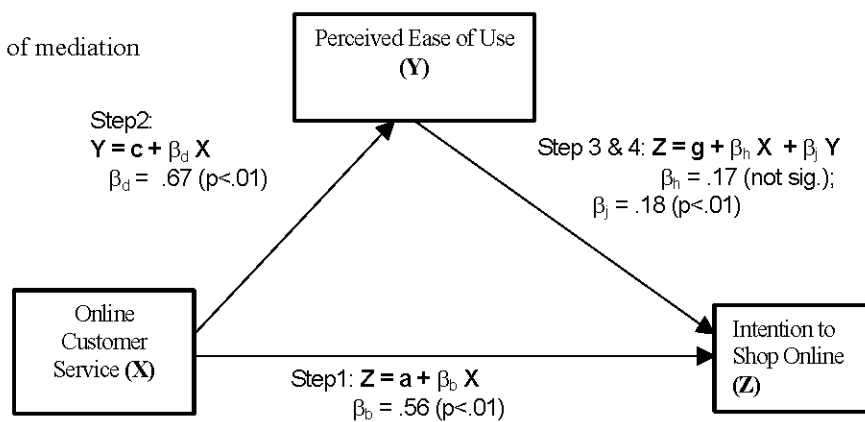 of mediation
Perceived Ease of Use
(Y)
Step2:
Y = c + βd X
βd = .67 (p<.01)
Step 3 & 4: Z = g + βh X + βj Y
βh = .17 (not sig.);
βj = .18 (p<.01)
Online
Customer
Service (X)
Intention to
Shop Online
(Z)
Step1: Z = a + βb X
βb = .56 (p<.01)